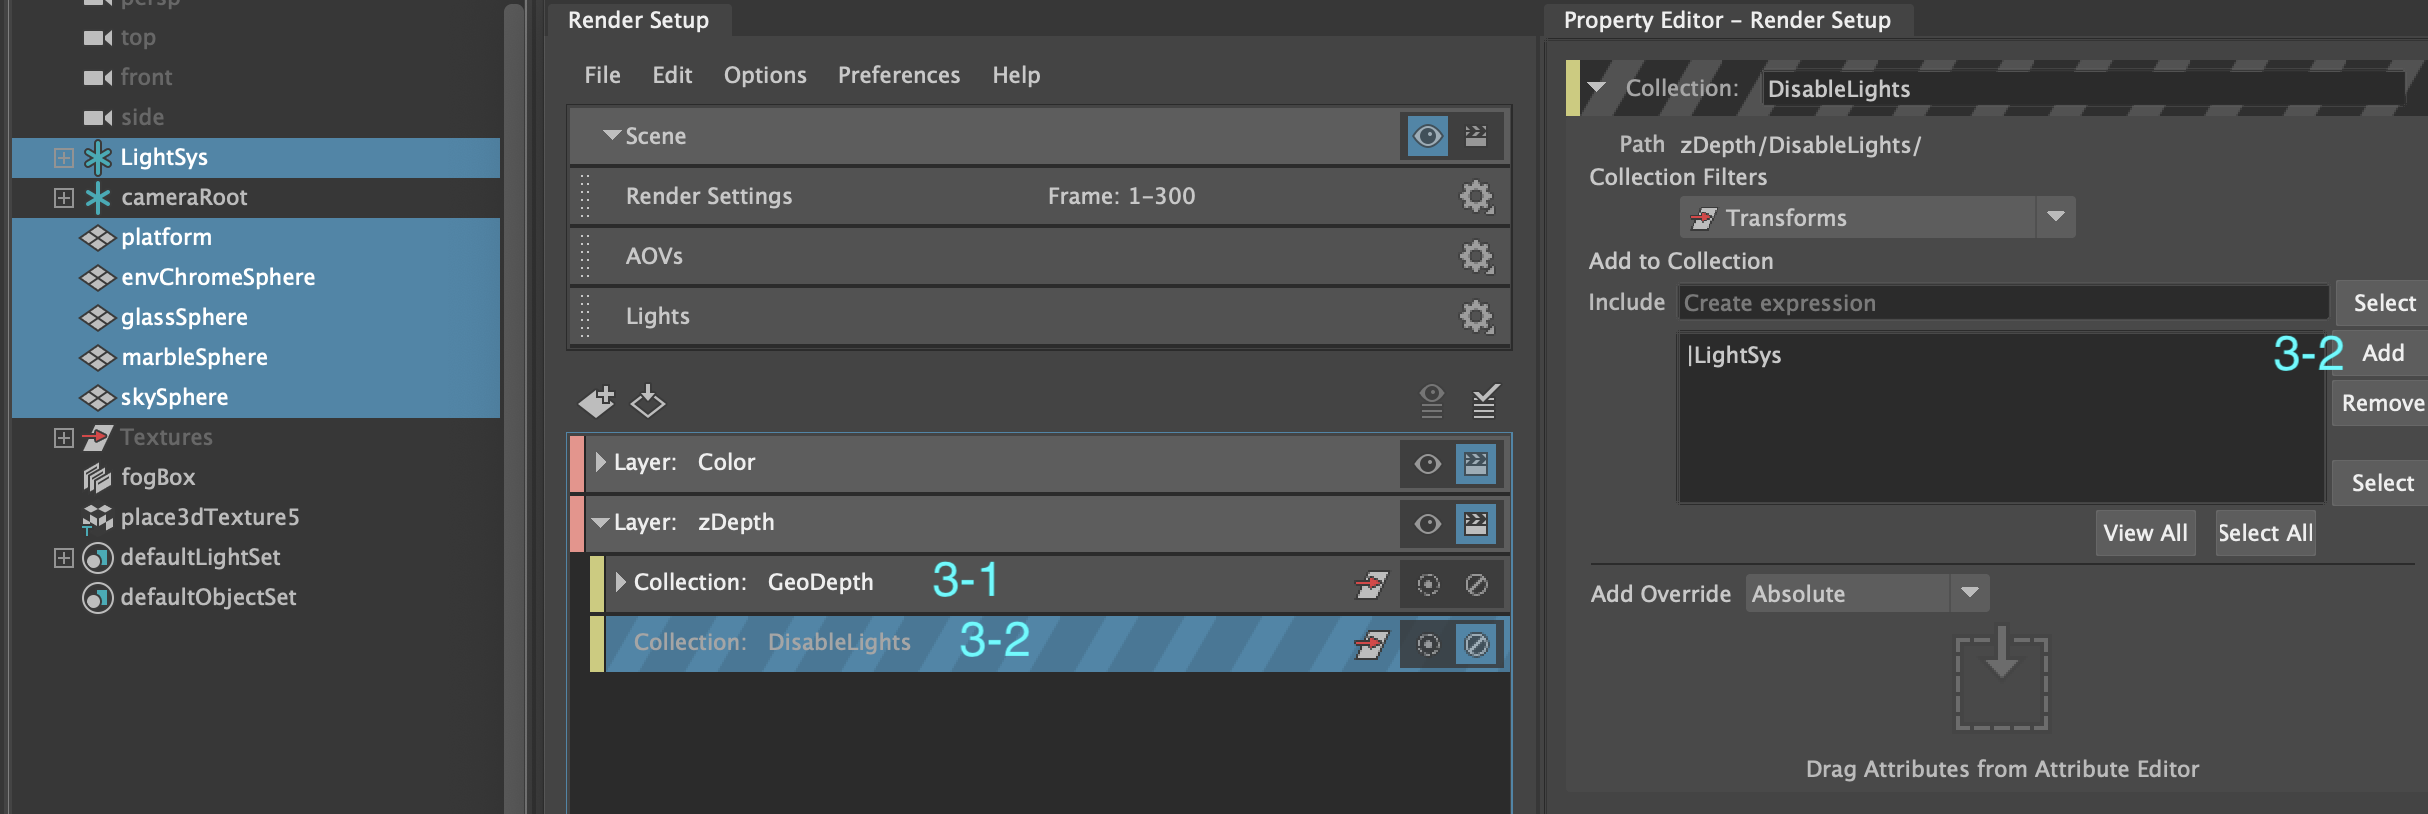 persp
top
front
side
LightSys
cameraRoot
platform
envChromeSphere
glassSphere
marbleSphere
skySphere
Textures
fogBox
place3dTexture5
defaultLightSet
defaultObjectSet
Render Setup
File Edit Options Preferences Help
Scene
Render Settings Frame: 1-300
AOVs
Lights
Layer: Color
Layer: zDepth
Collection: GeoDepth 3-1
Collection: DisableLights 3-2
Property Editor - Render Setup
Collection: DisableLights
Path zDepth/DisableLights/
Collection Filters
Transforms
Add to Collection
Include Create expression Select
|LightSys 3-2 Add
Remove
Select
View All Select All
Add Override Absolute
Drag Attributes from Attribute Editor